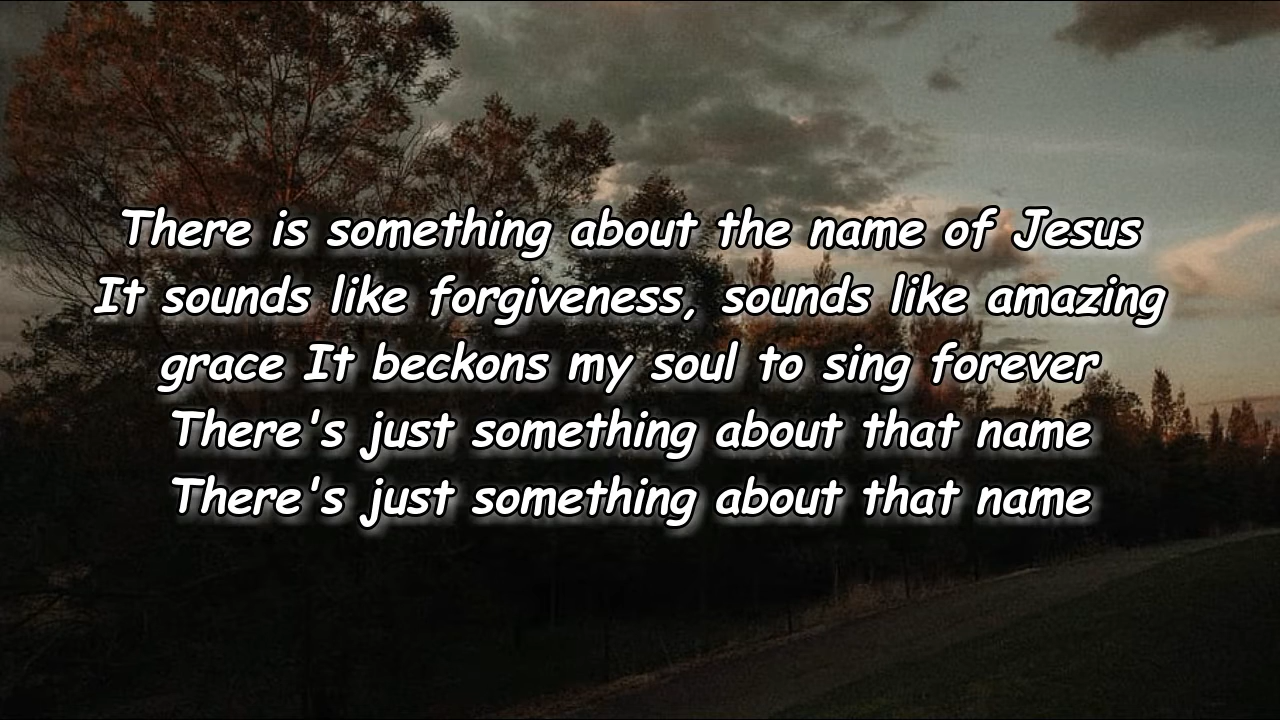 There is something about the name of Jesus
It sounds like forgiveness, sounds like amazing
grace It beckons my soul to sing forever
There's just something about that name
There's just something about that name